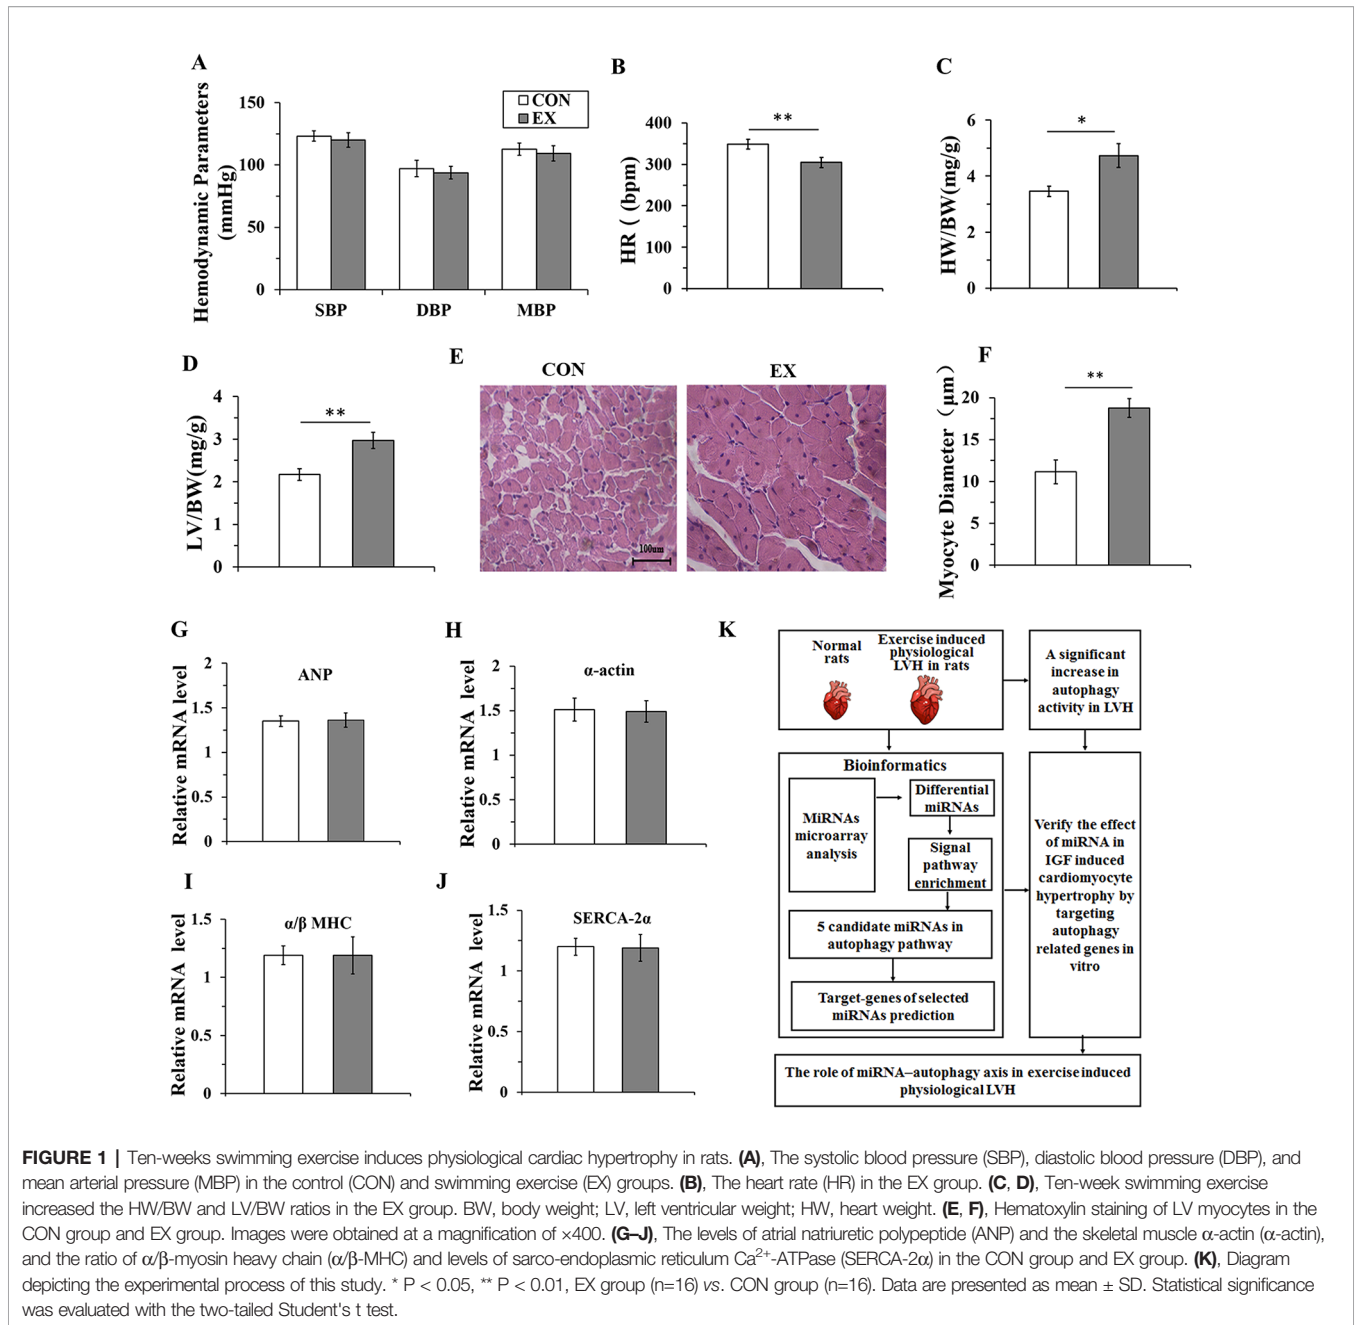 A
Hemodynamic Parameters
(mmHg)
150
100
50
0
CON
EX
SBP
DBP
MBP
B
HR ( (bpm)
400
300
200
100
0
**
C
HW/BW(mg/g)
6
4
2
0
*
D
LV/BW(mg/g)
4
3
2
1
0
**
E
CON
EX
100um
F
Myocyte Diameter (μm)
20
15
10
5
0
**
G
Relative mRNA level
2
1.5
1
0.5
0
ANP
H
Relative mRNA level
2
1.5
1
0.5
0
α-actin
I
Relative mRNA level
1.5
1
0.5
0
α/β MHC
J
Relative mRNA level
1.5
1
0.5
0
SERCA-2α
K
Normal
rats
Exercise induced
physiological
LVH in rats
A significant
increase in
autophagy
activity in LVH
Bioinformatics
MiRNAs
microarray
analysis
Differential
miRNAs
Signal
pathway
enrichment
5 candidate miRNAs in
autophagy pathway
Target-genes of selected
miRNAs prediction
Verify the effect
of miRNA in
IGF induced
cardiomyocyte
hypertrophy by
targeting
autophagy
related genes in
vitro
The role of miRNA–autophagy axis in exercise induced
physiological LVH
FIGURE 1 | Ten-weeks swimming exercise induces physiological cardiac hypertrophy in rats. (A), The systolic blood pressure (SBP), diastolic blood pressure (DBP), and
mean arterial pressure (MBP) in the control (CON) and swimming exercise (EX) groups. (B), The heart rate (HR) in the EX group. (C, D), Ten-week swimming exercise
increased the HW/BW and LV/BW ratios in the EX group. BW, body weight; LV, left ventricular weight; HW, heart weight. (E, F), Hematoxylin staining of LV myocytes in the
CON group and EX group. Images were obtained at a magnification of ×400. (G–J), The levels of atrial natriuretic polypeptide (ANP) and the skeletal muscle α-actin (α-actin),
and the ratio of α/β-myosin heavy chain (α/β-MHC) and levels of sarco-endoplasmic reticulum Ca²⁺-ATPase (SERCA-2α) in the CON group and EX group. (K), Diagram
depicting the experimental process of this study. * P < 0.05, ** P < 0.01, EX group (n=16) vs. CON group (n=16). Data are presented as mean ± SD. Statistical significance
was evaluated with the two-tailed Student's t test.